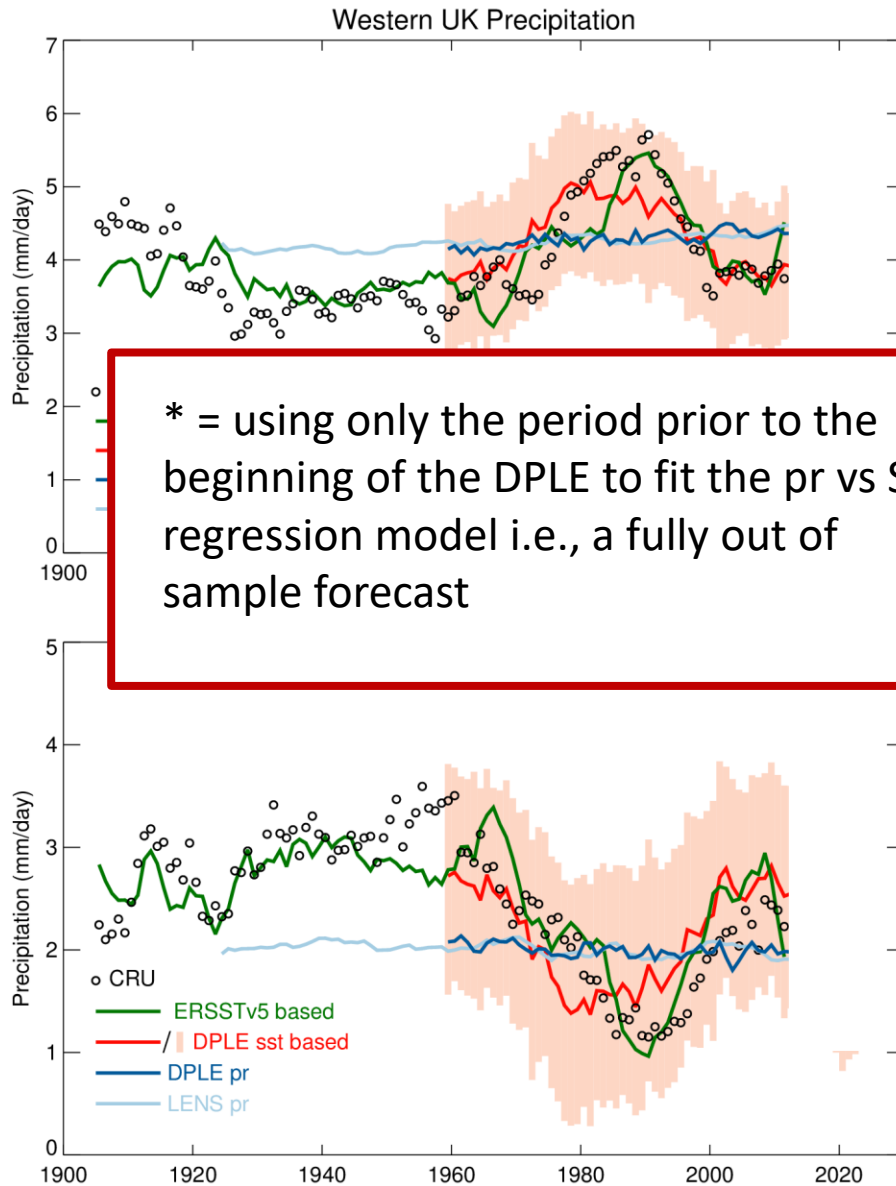 Western UK Precipitation
7
6
5
4
3
2
1
0
Precipitation (mm/day)
1900
* = using only the period prior to the
beginning of the DPLE to fit the pr vs
regression model i.e., a fully out of
sample forecast
5
4
3
2
1
0
Precipitation (mm/day)
CRU
ERSSTv5 based
/ DPLE sst based
DPLE pr
LENS pr
1900 1920 1940 1960 1980 2000 2020